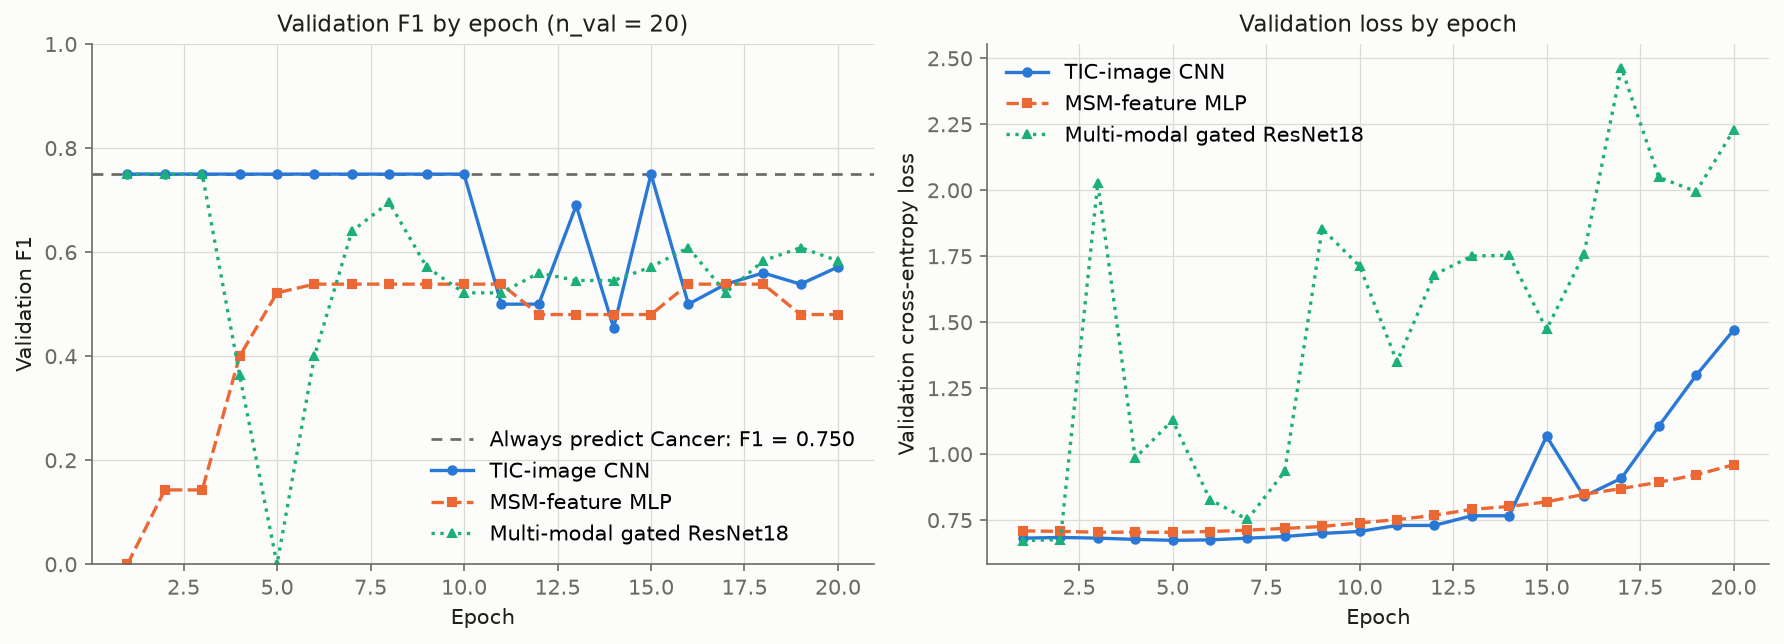 Validation F1 by epoch (n_val = 20)
Validation F1
1.0
0.8
0.6
0.4
0.2
0.0
Always predict Cancer: F1 = 0.750
TIC-image CNN
MSM-feature MLP
Multi-modal gated ResNet18
2.5 5.0 7.5 10.0 12.5 15.0 17.5 20.0
Epoch
Validation loss by epoch
Validation cross-entropy loss
2.50
2.25
2.00
1.75
1.50
1.25
1.00
0.75
TIC-image CNN
MSM-feature MLP
Multi-modal gated ResNet18
2.5 5.0 7.5 10.0 12.5 15.0 17.5 20.0
Epoch